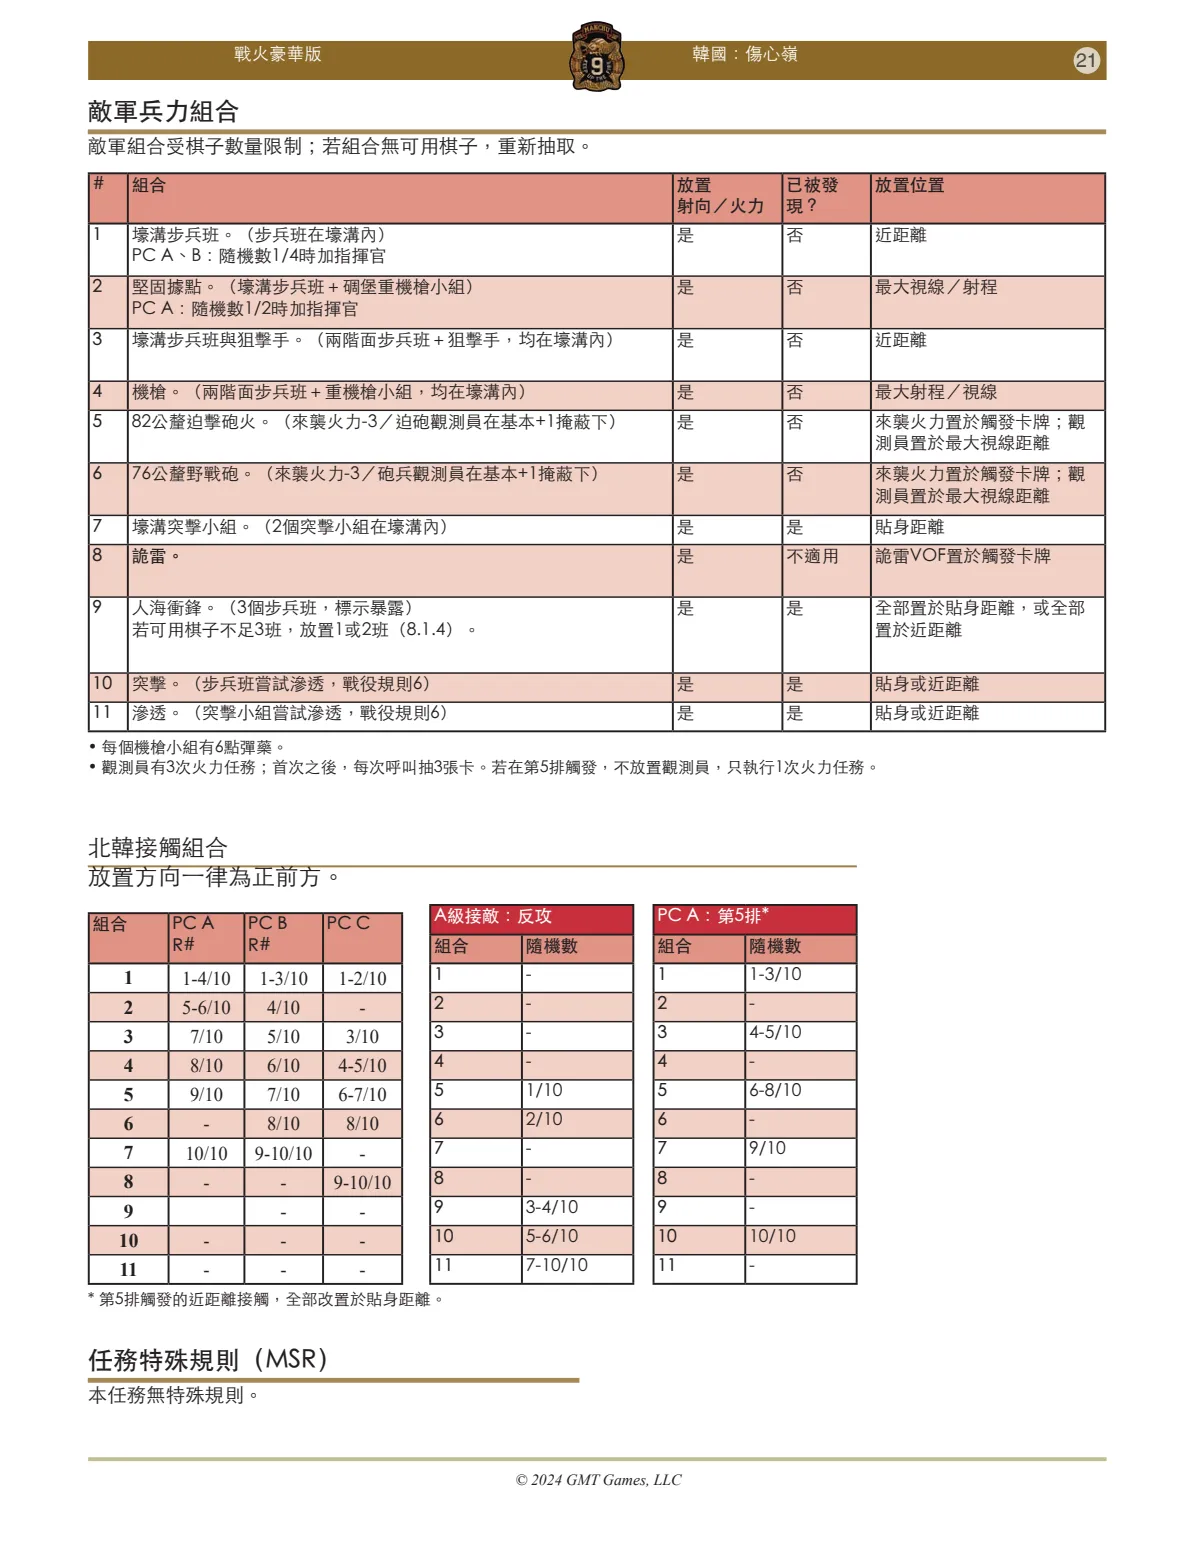 戰火豪華版
韓國：傷心嶺
21
MANCHU
9
敵軍兵力組合
敵軍組合受棋子數量限制；若組合無可用棋子，重新抽取。
# 組合 放置 射向／火力 已被發現？ 放置位置
1 壕溝步兵班。（步兵班在壕溝內） 是 否 近距離
PC A、B：隨機數1/4時加指揮官
2 堅固據點。（壕溝步兵班＋碉堡重機槍小組） 是 否 最大視線／射程
PC A：隨機數1/2時加指揮官
3 壕溝步兵班與狙擊手。（兩階面步兵班＋狙擊手，均在壕溝內） 是 否 近距離
4 機槍。（兩階面步兵班＋重機槍小組，均在壕溝內） 是 否 最大射程／視線
5 82公釐迫擊砲火。（來襲火力-3／迫砲觀測員在基本+1掩蔽下） 是 否 來襲火力置於觸發卡牌；觀
測員置於最大視線距離
6 76公釐野戰砲。（來襲火力-3／砲兵觀測員在基本+1掩蔽下） 是 否 來襲火力置於觸發卡牌；觀
測員置於最大視線距離
7 壕溝突擊小組。（2個突擊小組在壕溝內） 是 是 貼身距離
8 詭雷。 是 不適用 詭雷VOF置於觸發卡牌
9 人海衝鋒。（3個步兵班，標示暴露） 是 是 全部置於貼身距離，或全部
若可用棋子不足3班，放置1或2班（8.1.4）。 置於近距離
10 突擊。（步兵班嘗試滲透，戰役規則6） 是 是 貼身或近距離
11 滲透。（突擊小組嘗試滲透，戰役規則6） 是 是 貼身或近距離
• 每個機槍小組有6點彈藥。
• 觀測員有3次火力任務；首次之後，每次呼叫抽3張卡。若在第5排觸發，不放置觀測員，只執行1次火力任務。
北韓接觸組合
放置方向一律為正前方。
組合 PC A R# PC B R# PC C
1 1-4/10 1-3/10 1-2/10
2 5-6/10 4/10 -
3 7/10 5/10 3/10
4 8/10 6/10 4-5/10
5 9/10 7/10 6-7/10
6 - 8/10 8/10
7 10/10 9-10/10 -
8 - - 9-10/10
9 - -
10 - - -
11 - - -
A級接敵：反攻
組合 隨機數
1 -
2 -
3 -
4 -
5 1/10
6 2/10
7 -
8 -
9 3-4/10
10 5-6/10
11 7-10/10
PC A：第5排*
組合 隨機數
1 1-3/10
2 -
3 4-5/10
4 -
5 6-8/10
6 -
7 9/10
8 -
9 -
10 10/10
11 -
* 第5排觸發的近距離接觸，全部改置於貼身距離。
任務特殊規則（MSR）
本任務無特殊規則。
© 2024 GMT Games, LLC